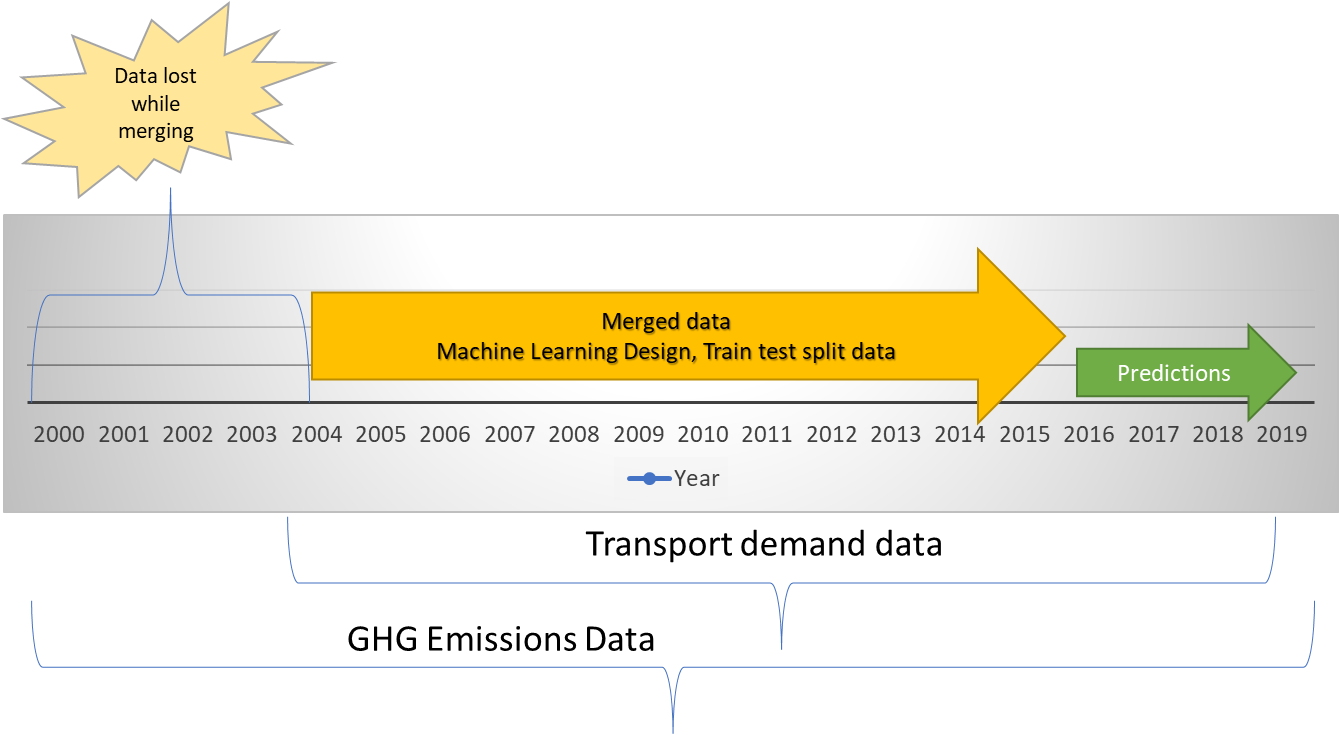 Data lost
while
merging
Merged data
Machine Learning Design, Train test split data
Predictions
2000 2001 2002 2003 2004 2005 2006 2007 2008 2009 2010 2011 2012 2013 2014 2015 2016 2017 2018 2019
Year
Transport demand data
GHG Emissions Data